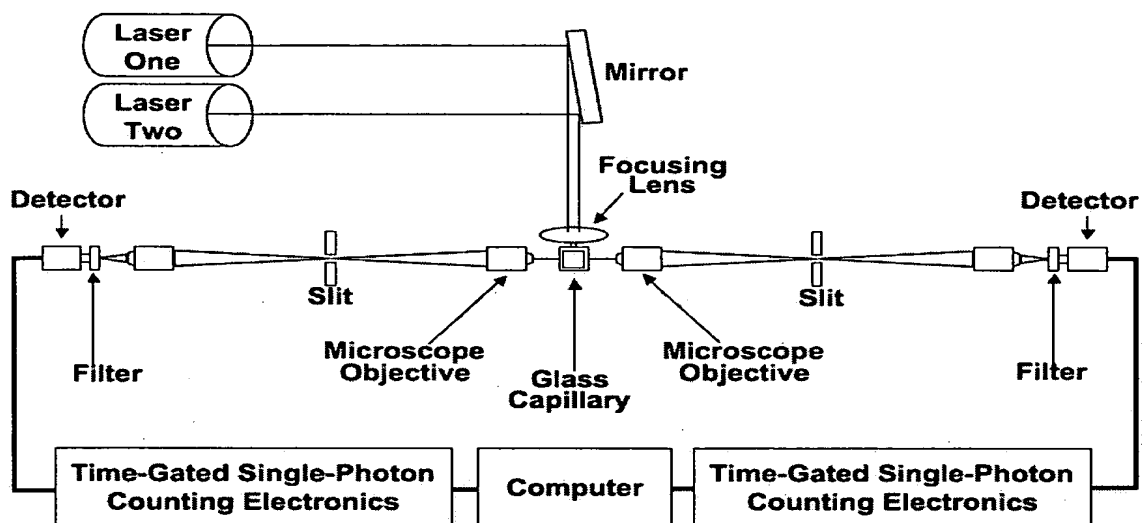 Laser
One
Mirror
Laser
Two
Focusing
Lens
Detector
Detector
Slit
Slit
Microscope
Objective
Microscope
Objective
Filter
Glass
Capillary
Filter
Time-Gated Single-Photon
Counting Electronics
Computer
Time-Gated Single-Photon
Counting Electronics